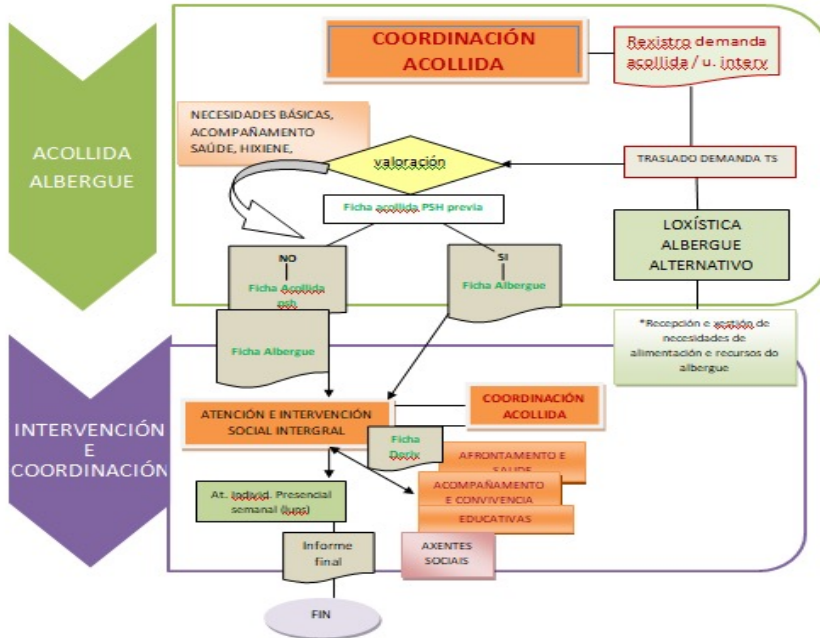 COORDINACIÓN
ACOLLIDA
Rexistro demanda
acollida / u. interv
NECESIDADES BÁSICAS,
ACOMPAÑAMENTO
SAÚDE, HIXIENE,
ACOLLIDA
ALBERGUE
valoración
TRASLADO DEMANDA TS
Ficha acollida PSH previa
LOXÍSTICA
ALBERGUE
ALTERNATIVO
NO
Ficha Acollida
psh
SI
Ficha Albergue
*Recepción e xestión de
necesidades de
alimentación e recursos do
albergue
Ficha Albergue
INTERVENCIÓN
E
COORDINACIÓN
ATENCIÓN E INTERVENCIÓN
SOCIAL INTERGRAL
COORDINACIÓN
ACOLLIDA
Ficha
Deriv
AFRONTAMENTO E
SAUDE
ACOMPAÑAMENTO
E CONVIVENCIA
EDUCATIVAS
At. Individ. Presencial
semanal (luns)
Informe
final
AXENTES
SOCIAIS
FIN